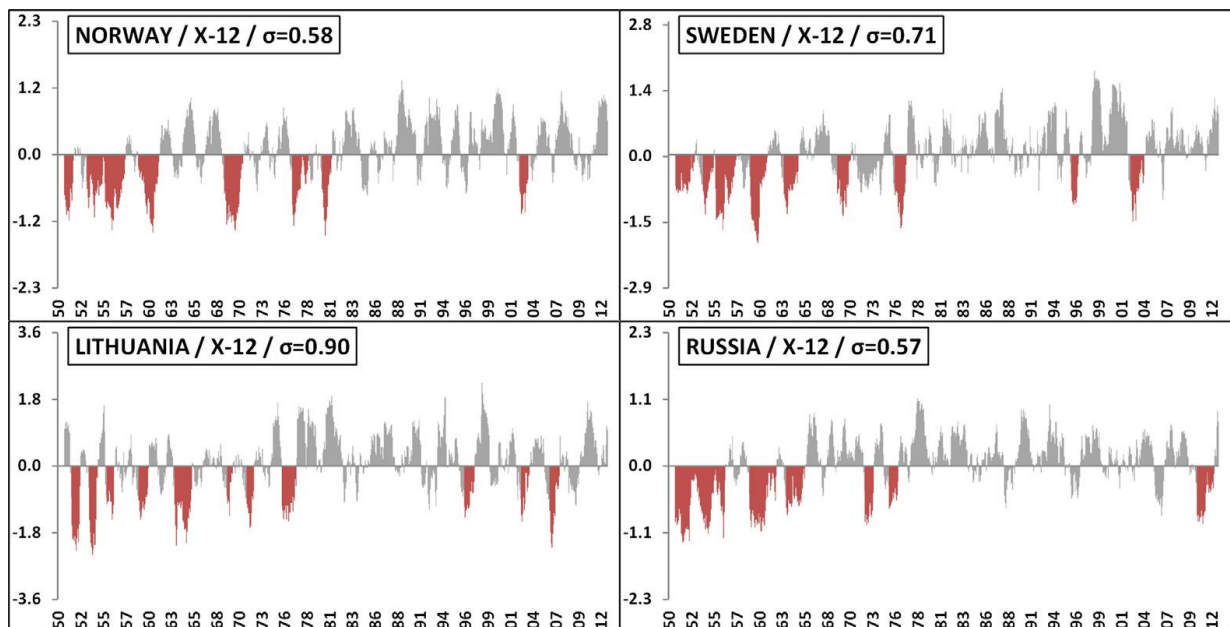 NORWAY / X-12 / σ=0.58
2.3
1.2
0.0
-1.2
-2.3
50 52 55 57 60 63 65 68 70 73 76 78 81 83 86 89 91 94 96 99 01 04 07 09 12
SWEDEN / X-12 / σ=0.71
2.8
1.4
0.0
-1.5
-2.9
50 52 55 57 60 63 65 68 70 73 76 78 81 83 86 89 91 94 96 99 01 04 07 09 12
LITHUANIA / X-12 / σ=0.90
3.6
1.8
0.0
-1.8
-3.6
50 52 55 57 60 63 65 68 70 73 76 78 81 83 86 89 91 94 96 99 01 04 07 09 12
RUSSIA / X-12 / σ=0.57
2.3
1.1
0.0
-1.1
-2.3
50 52 55 57 60 63 65 68 70 73 76 78 81 83 86 89 91 94 96 99 01 04 07 09 12